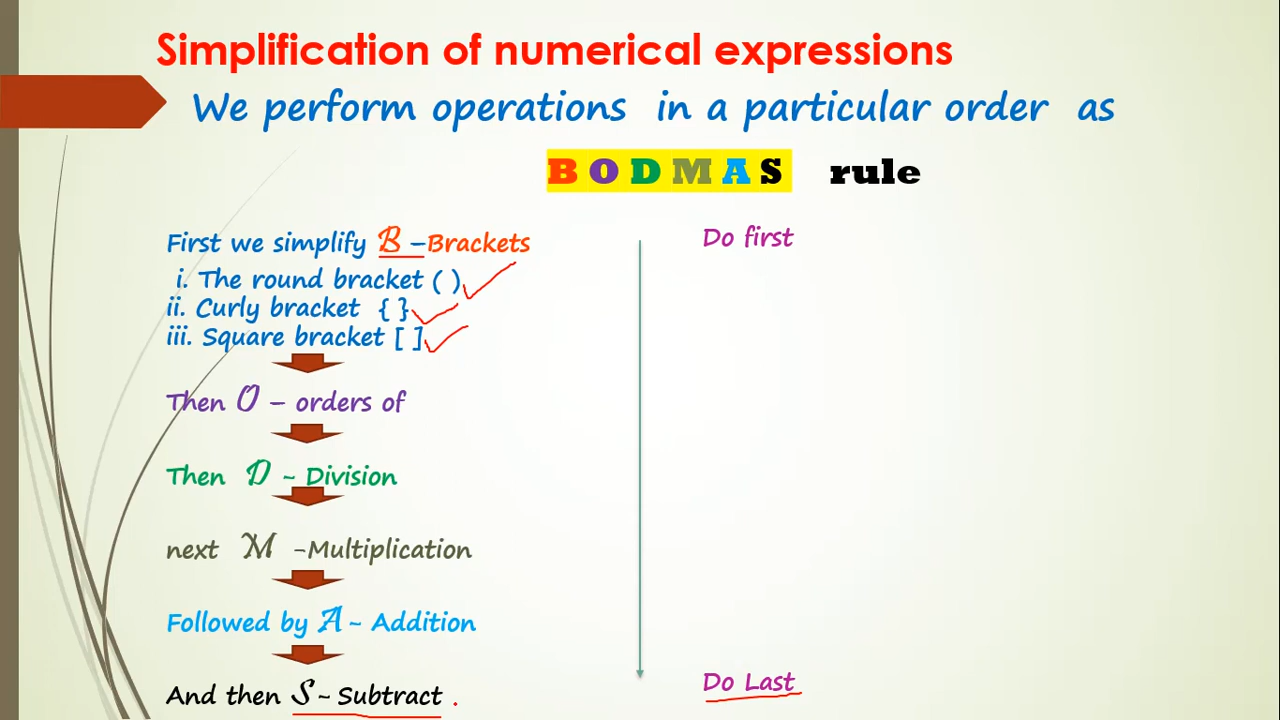 Simplification of numerical expressions
We perform operations in a particular order as
B O D M A S rule
First we simplify B -Brackets
Do first
i. The round bracket ( )
ii. Curly bracket { }
iii. Square bracket [ ]
Then O – orders of
Then D - Division
next M -Multiplication
Followed by A - Addition
And then S - Subtract .
Do Last